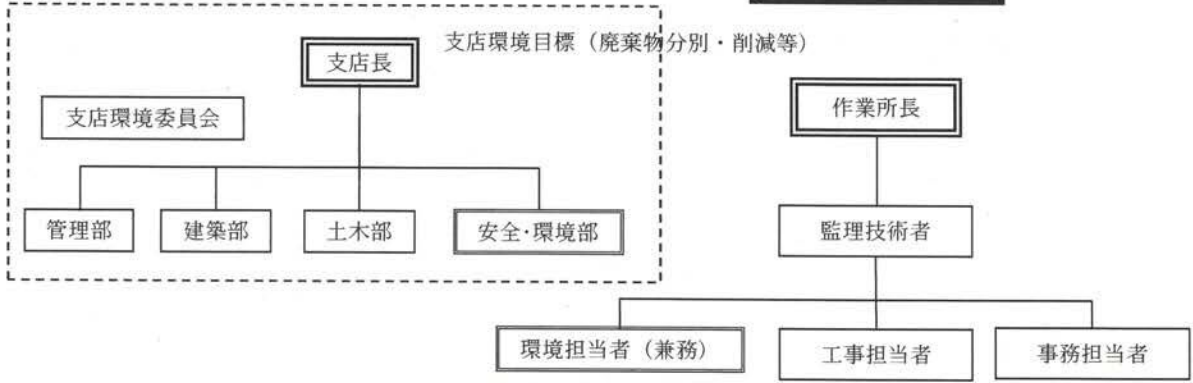 支店環境目標（廃棄物分別・削減等）
支店長
支店環境委員会
管理部
建築部
土木部
安全・環境部
作業所長
監理技術者
環境担当者（兼務）
工事担当者
事務担当者